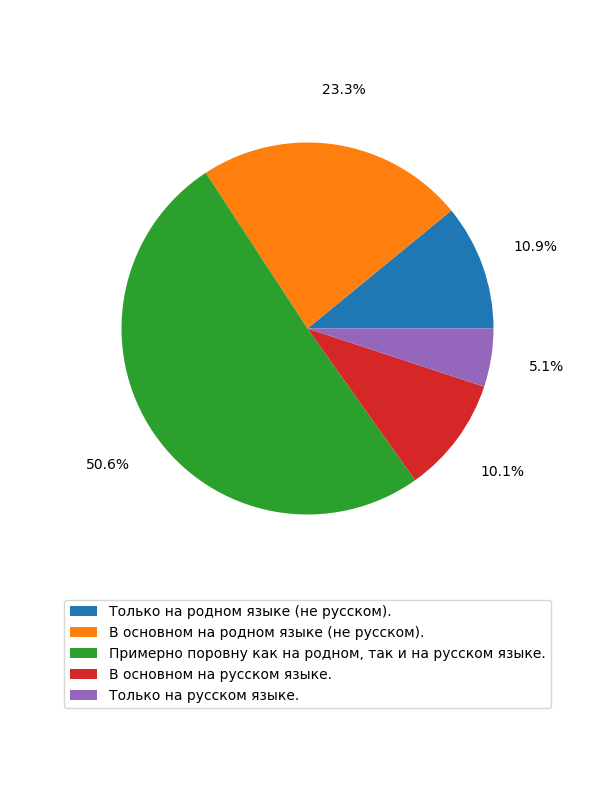 23.3%
10.9%
5.1%
50.6%
10.1%
Только на родном языке (не русском).
В основном на родном языке (не русском).
Примерно поровну как на родном, так и на русском языке.
В основном на русском языке.
Только на русском языке.